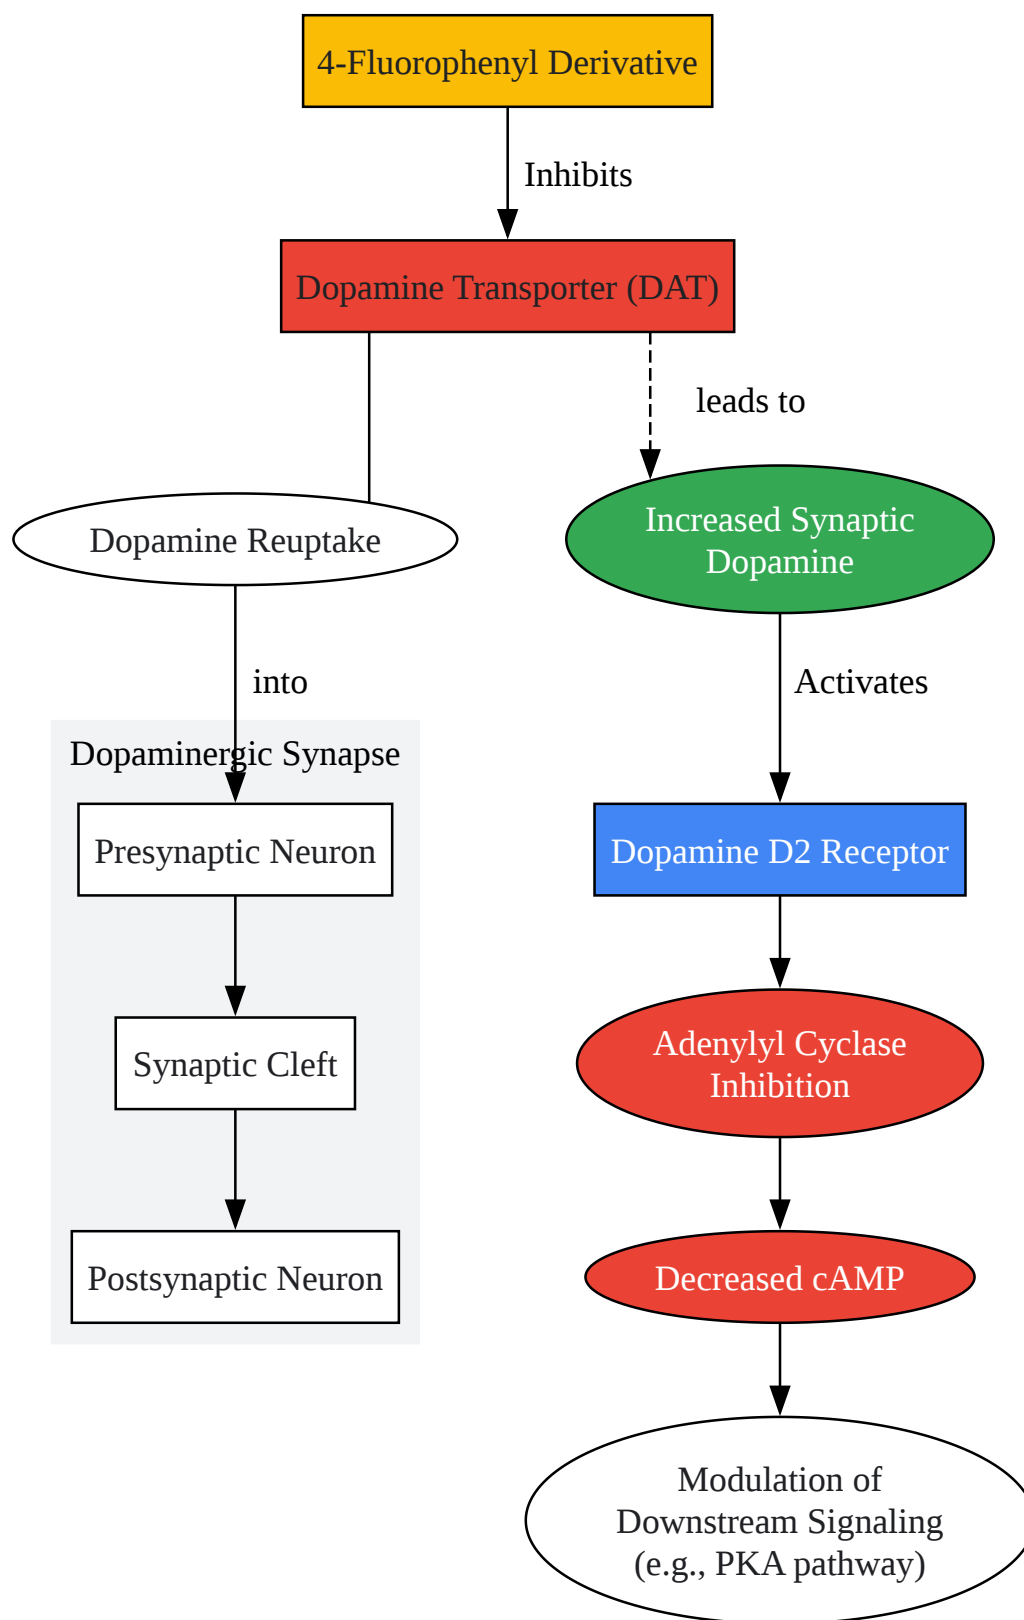 4-Fluorophenyl Derivative
Inhibits
Dopamine Transporter (DAT)
leads to
Dopamine Reuptake
Increased Synaptic
Dopamine
into
Activates
Dopaminergic Synapse
Presynaptic Neuron
Dopamine D2 Receptor
Synaptic Cleft
Adenylyl Cyclase
Inhibition
Postsynaptic Neuron
Decreased cAMP
Modulation of
Downstream Signaling
(e.g., PKA pathway)